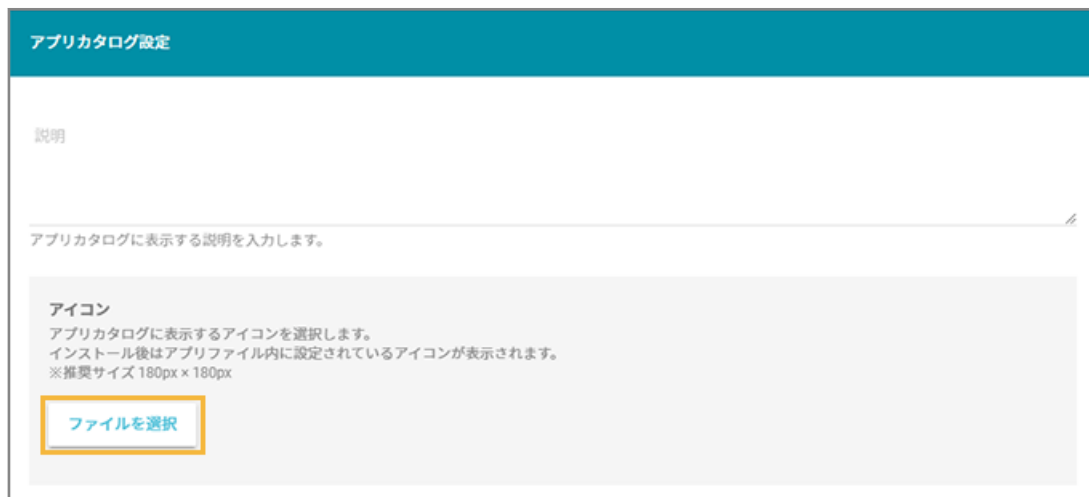 アプリカタログ設定
説明
アプリカタログに表示する説明を入力します。
アイコン
アプリカタログに表示するアイコンを選択します。
インストール後はアプリファイル内に設定されているアイコンが表示されます。
※推奨サイズ 180px × 180px
ファイルを選択